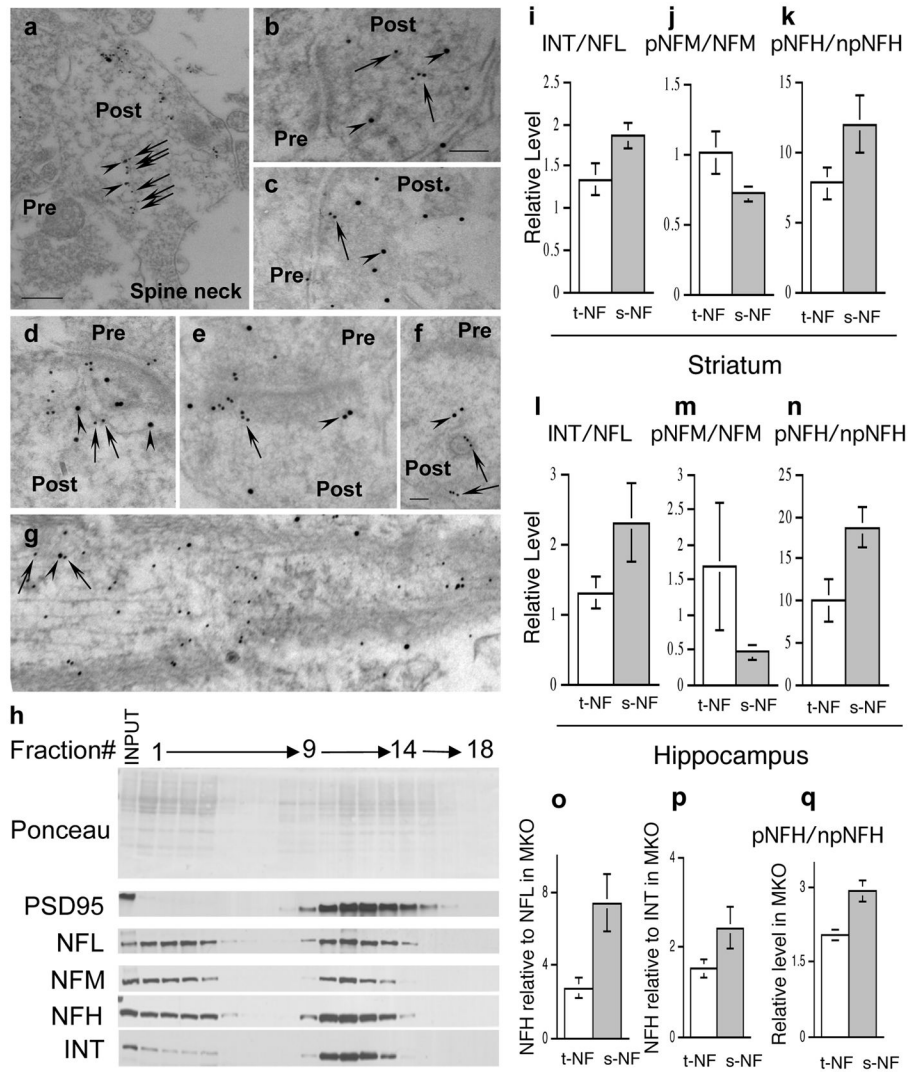 a
Post
Pre
Spine neck
b
Post
Pre
c
Post
Pre
d
Pre
Post
e
Pre
Post
f
Pre
Post
g
h
Fraction#
INPUT
1
9
14
18
Ponceau
PSD95
NFL
NFM
NFH
INT
i
INT/NFL
Relative Level
2.5
2
1.5
1
0.5
0
t-NF s-NF
j
pNFM/NFM
1.5
1
0.5
0
t-NF s-NF
k
pNFH/npNFH
15
10
5
0
t-NF s-NF
Striatum
l
INT/NFL
Relative Level
3
2
1
0
t-NF s-NF
m
pNFM/NFM
3
2.5
2
1.5
1
0.5
0
t-NF s-NF
n
pNFH/npNFH
25
20
15
10
5
0
t-NF s-NF
Hippocampus
o
NFH relative to NFL in MKO
8
4
0
t-NF s-NF
p
NFH relative to INT in MKO
4
2
0
t-NF s-NF
q
pNFH/npNFH
Relative level in MKO
3
1.5
0
t-NF s-NF